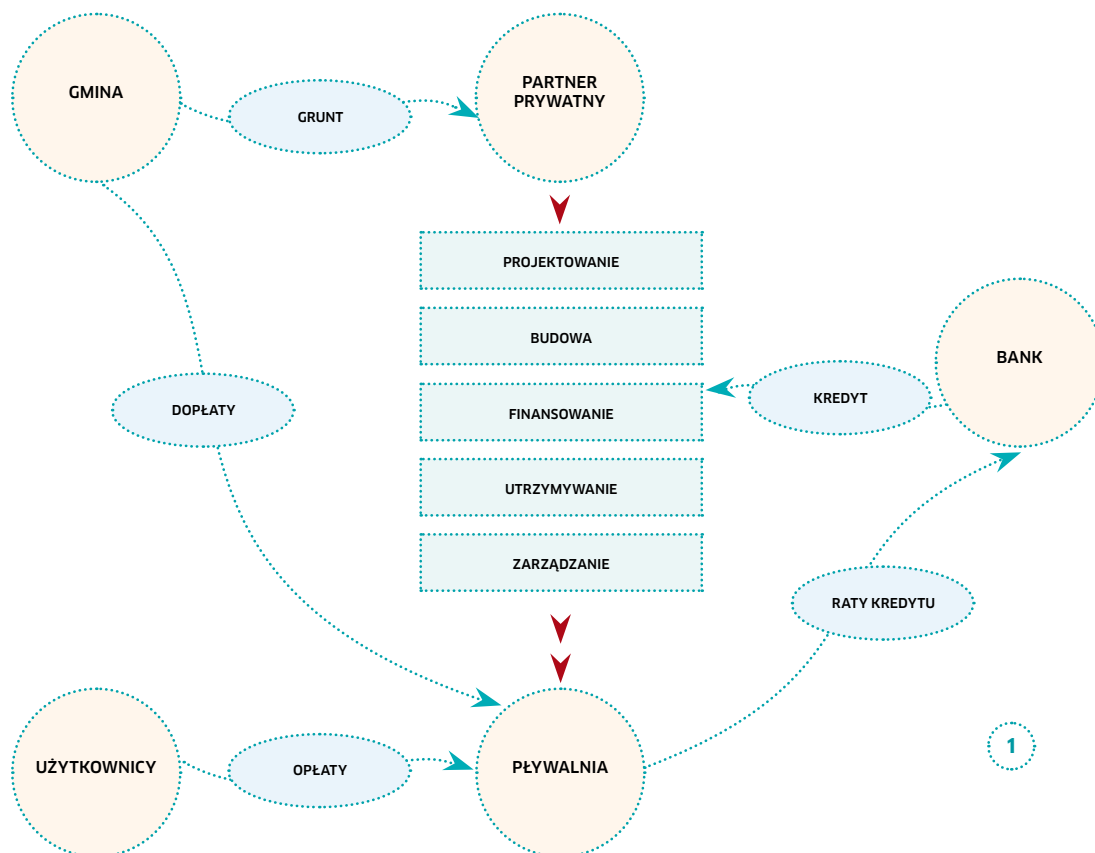 GMINA
GRUNT
PARTNER
PRYWATNY
PROJEKTOWANIE
BUDOWA
FINANSOWANIE
UTRZYMYWANIE
ZARZĄDZANIE
KREDYT
BANK
DOPŁATY
RATY KREDYTU
UŻYTKOWNICY
OPŁATY
PŁYWALNIA
1